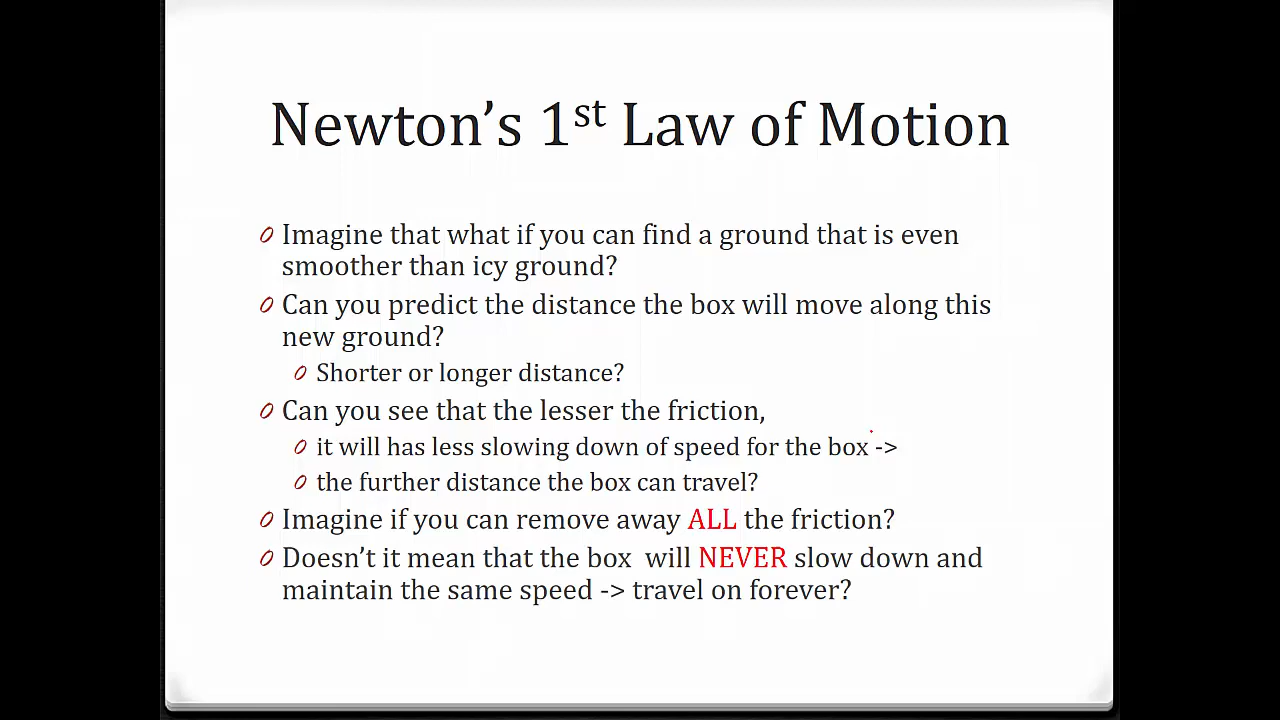 Newton’s 1st Law of Motion
Imagine that what if you can find a ground that is even
smoother than icy ground?
Can you predict the distance the box will move along this
new ground?
Shorter or longer distance?
Can you see that the lesser the friction,
it will has less slowing down of speed for the box ->
the further distance the box can travel?
Imagine if you can remove away ALL the friction?
Doesn’t it mean that the box  will NEVER slow down and
maintain the same speed -> travel on forever?